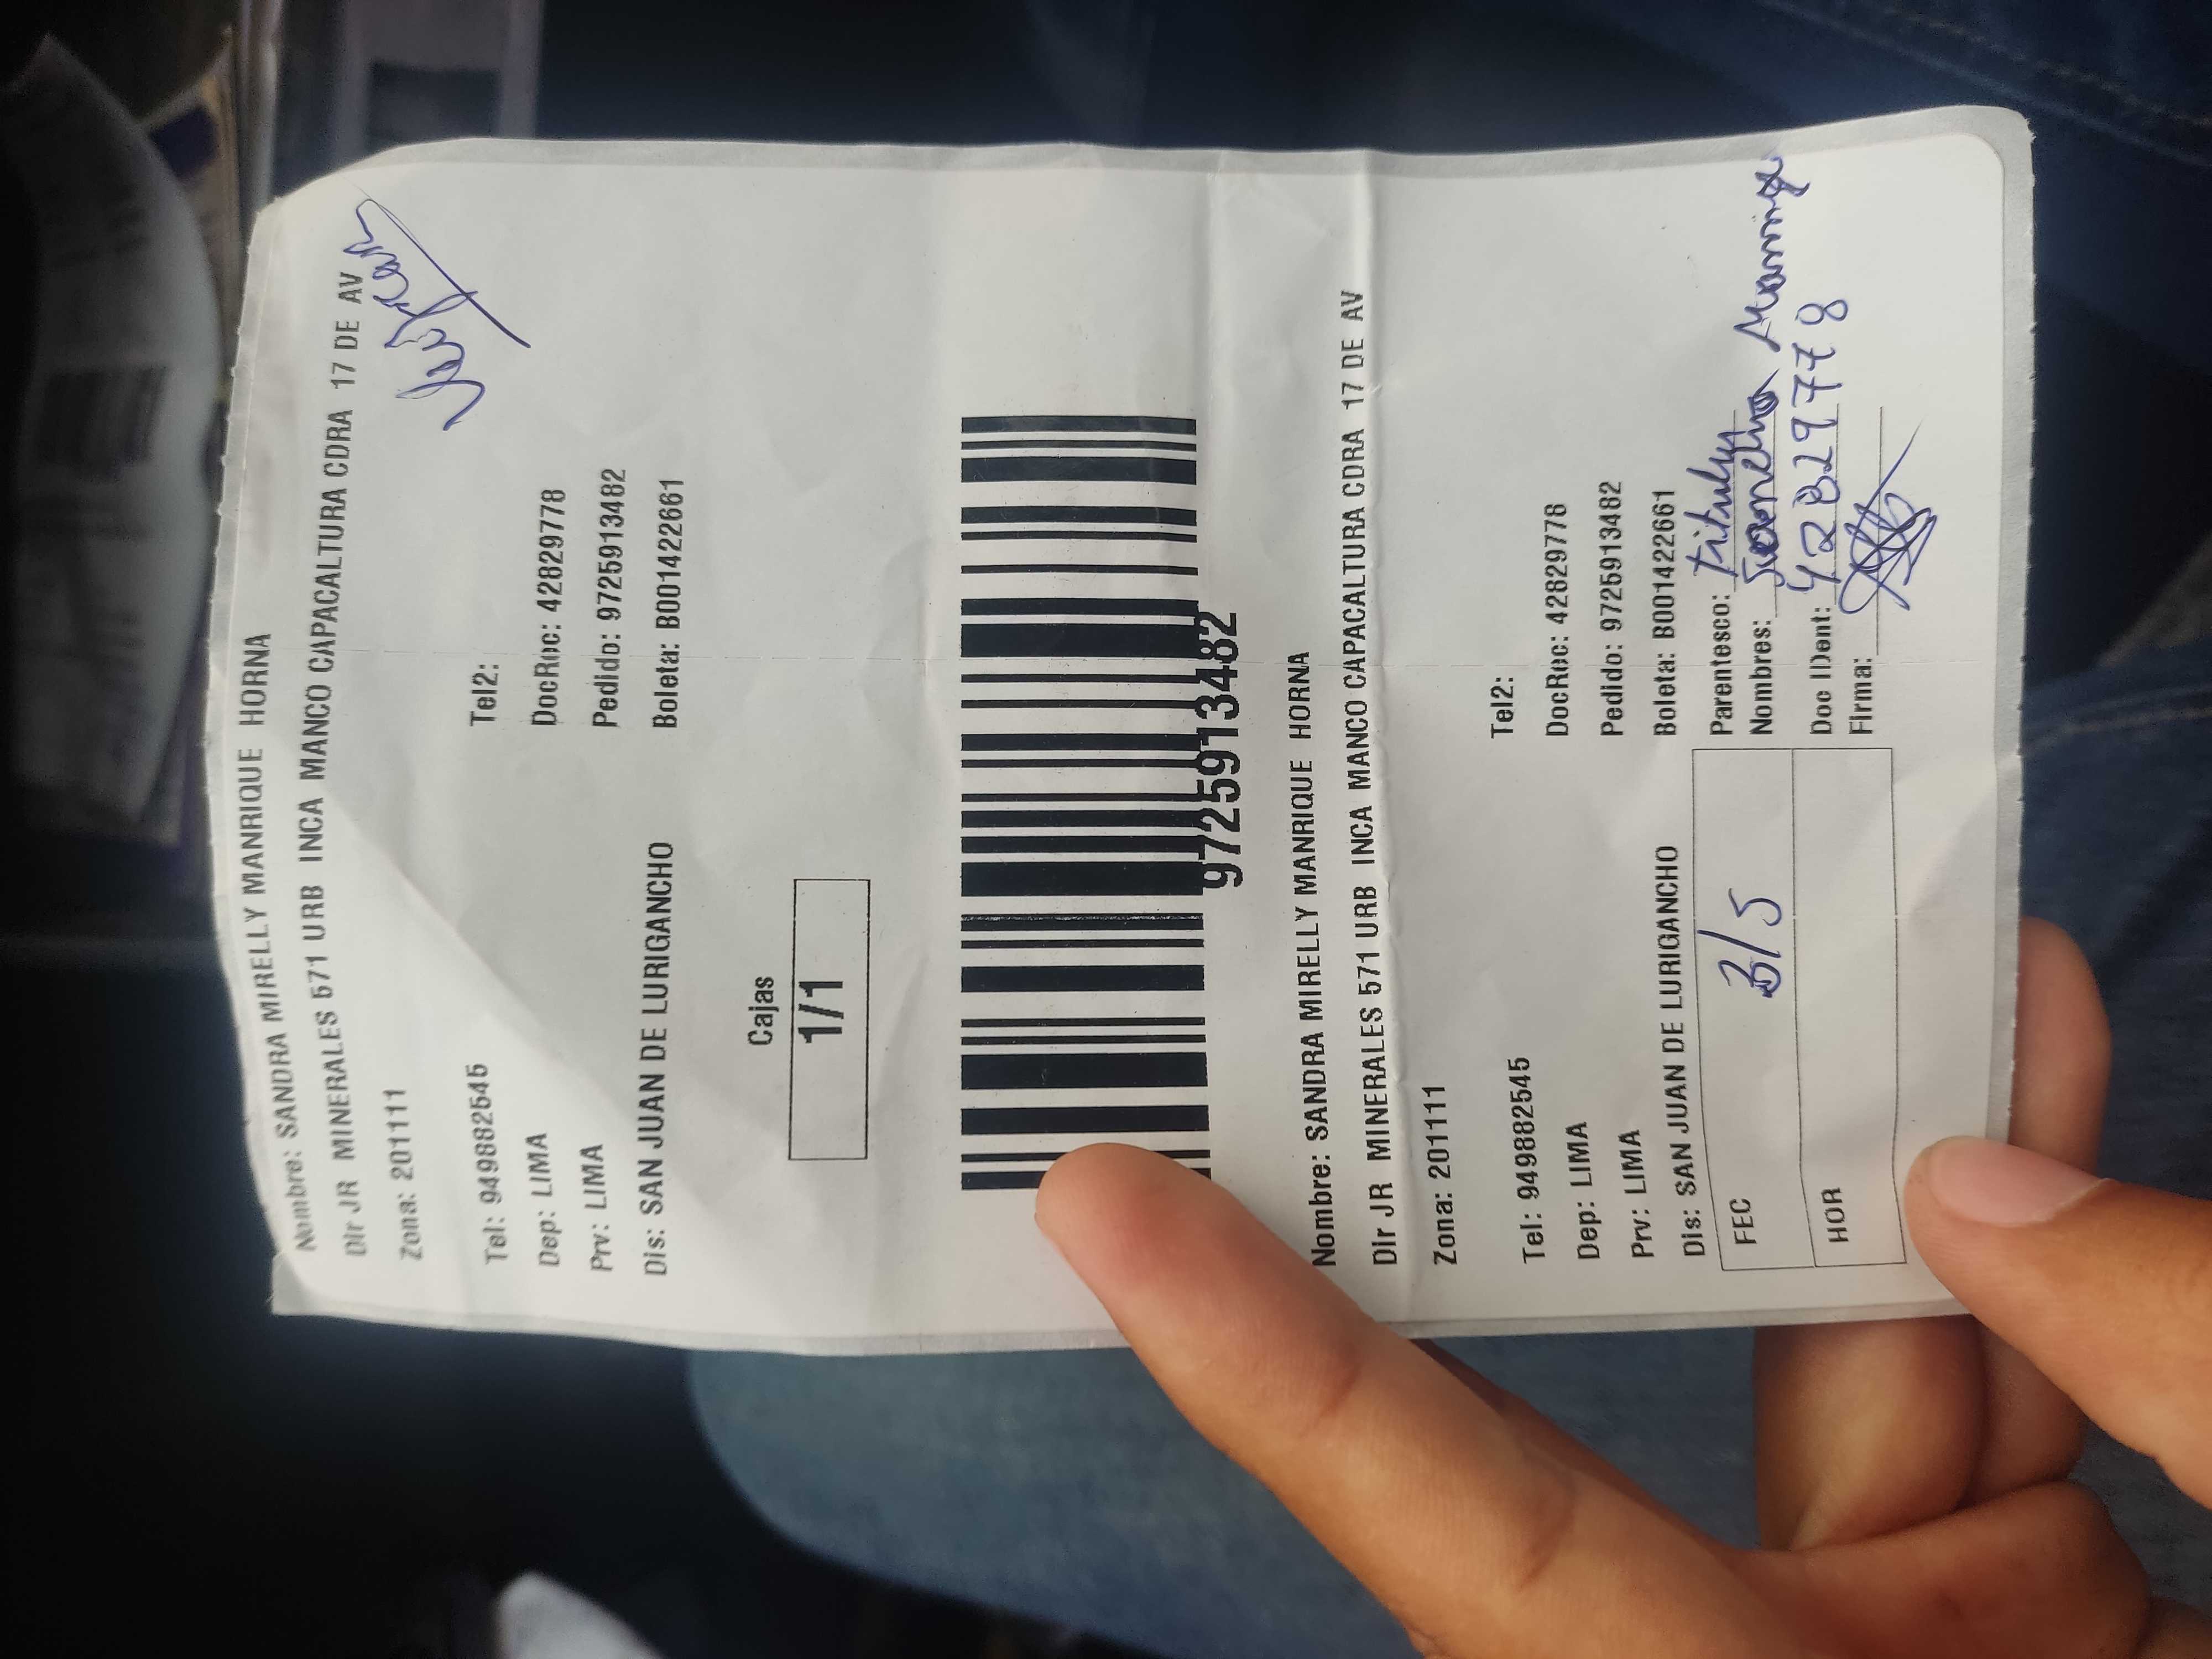 Nombre: SANDRA MIRELLY MANRIQUE HORNA
Dir JR MINERALES 571 URB INCA MANCO CAPACALTURA CDRA 17 DE AV
Zona: 201111
Tel: 949882545 Tel2:
Dep: LIMA DocRec: 42829778
Prv: LIMA Pedido: 9725913482
Dis: SAN JUAN DE LURIGANCHO Boleta: B001422661
Cajas
1/1
9725913482
Nombre: SANDRA MIRELLY MANRIQUE HORNA
Dir JR MINERALES 571 URB INCA MANCO CAPACALTURA CDRA 17 DE AV
Zona: 201111
Tel: 949882545 Tel2:
Dep: LIMA DocRec: 42829778
Prv: LIMA Pedido: 9725913482
Dis: SAN JUAN DE LURIGANCHO Boleta: B001422661
FEC 3/5 Parentesco: titular
Nombres: Sandra Manrique
HOR Doc IDent: 42829778
Firma: